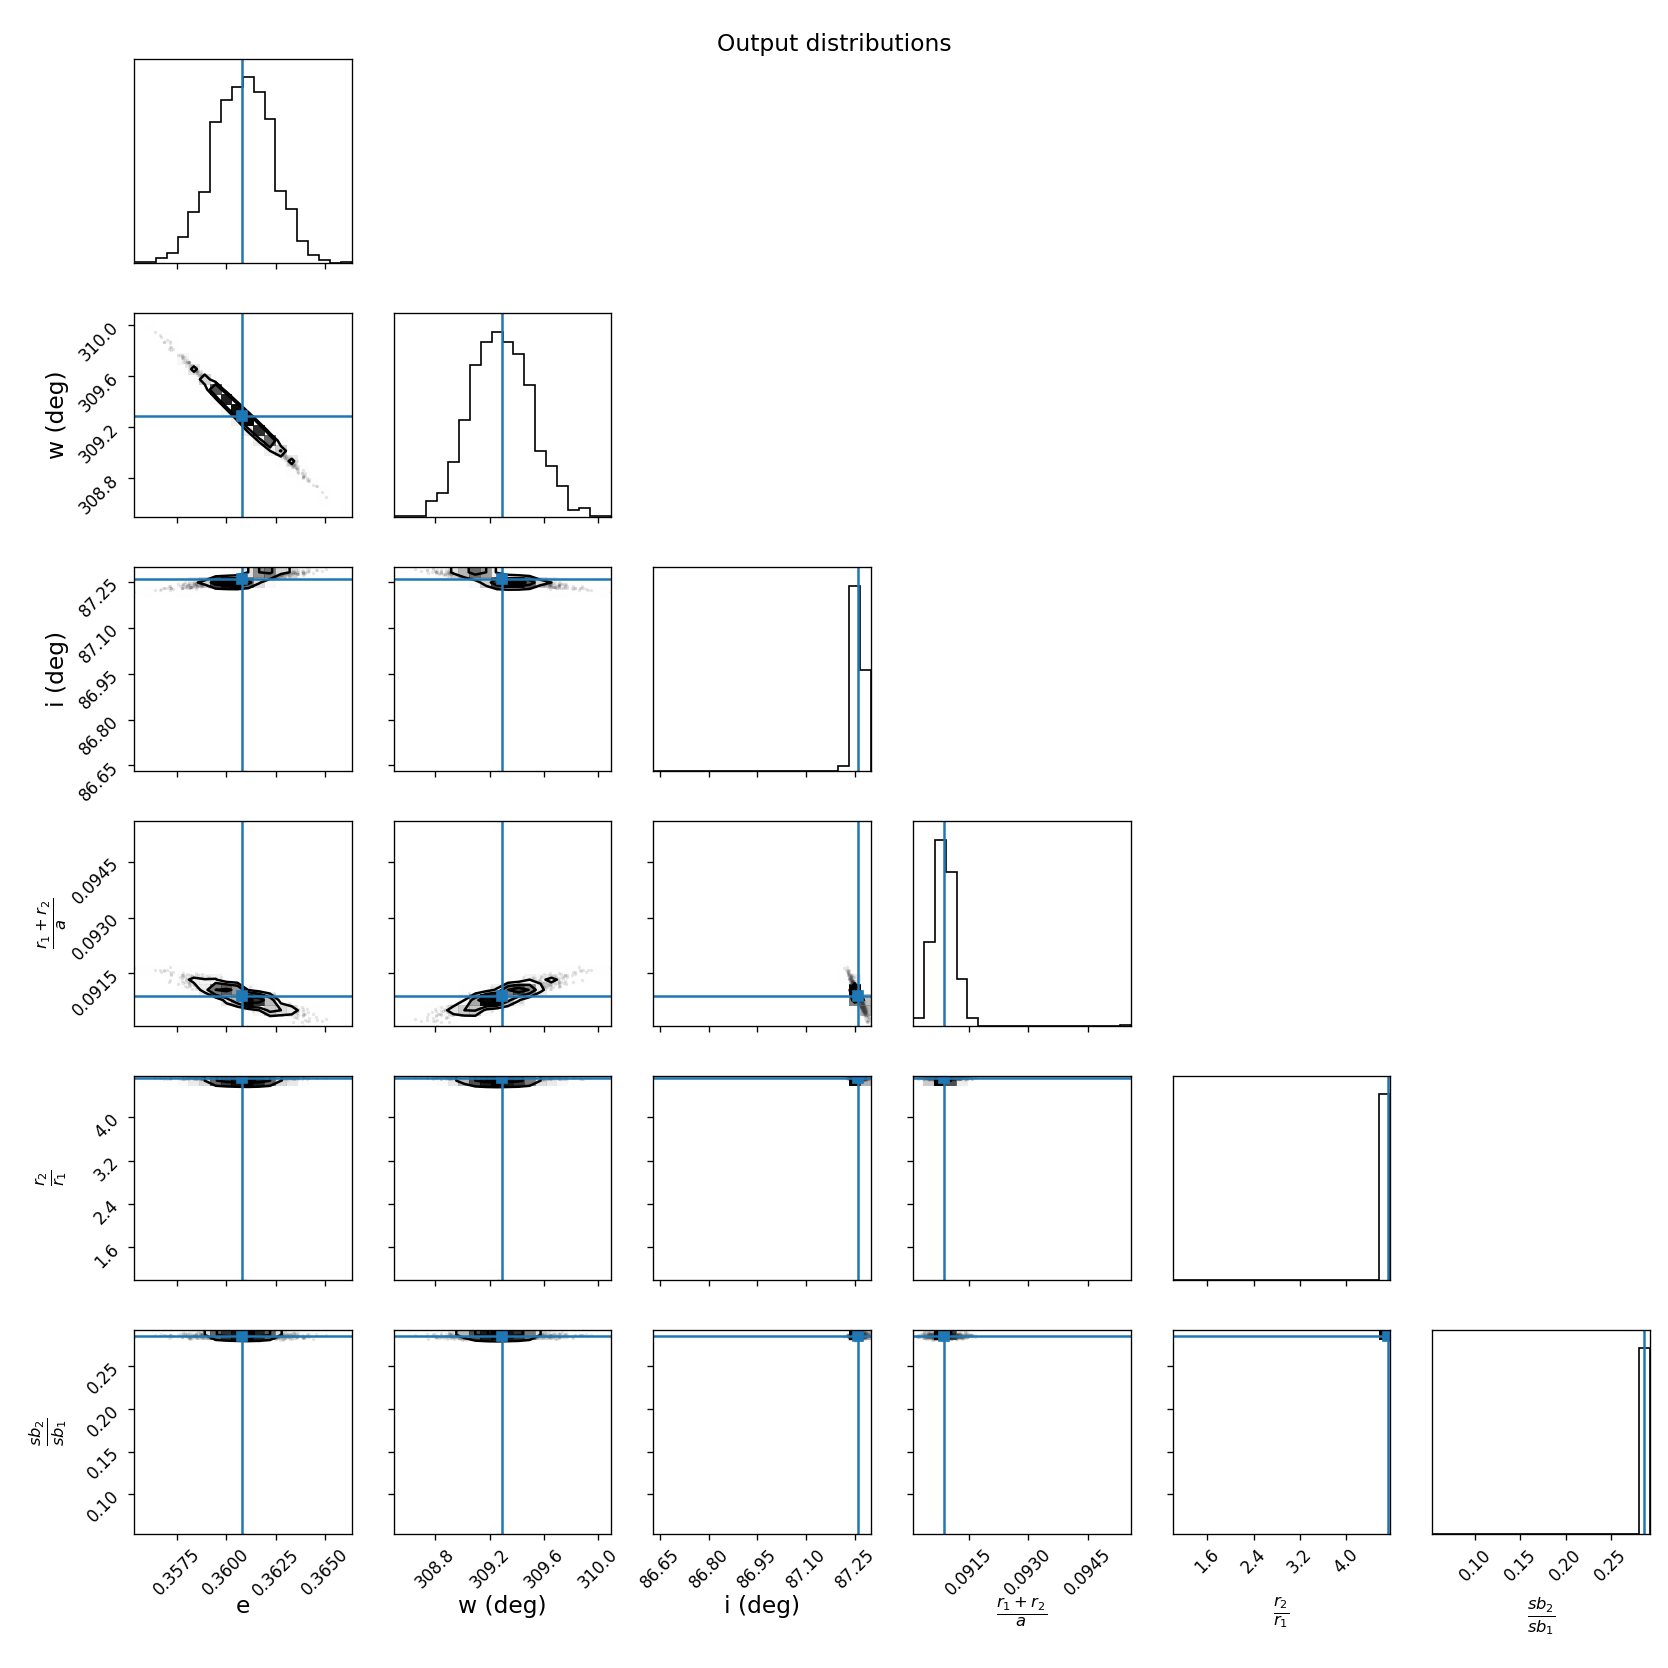 Output distributions
310.0
309.6
309.2
308.8
w (deg)
87.25
87.10
86.95
86.80
86.65
i (deg)
0.0945
0.0930
0.0915
r₁ + r₂
a
4.0
3.2
2.4
1.6
r₂
r₁
0.25
0.20
0.15
0.10
sb₂
sb₁
0.3575 0.3600 0.3625 0.3650
308.8 309.2 309.6 310.0
86.65 86.80 86.95 87.10 87.25
0.0915 0.0930 0.0945
1.6 2.4 3.2 4.0
0.10 0.15 0.20 0.25
e
w (deg)
i (deg)
r₁ + r₂
a
r₂
r₁
sb₂
sb₁